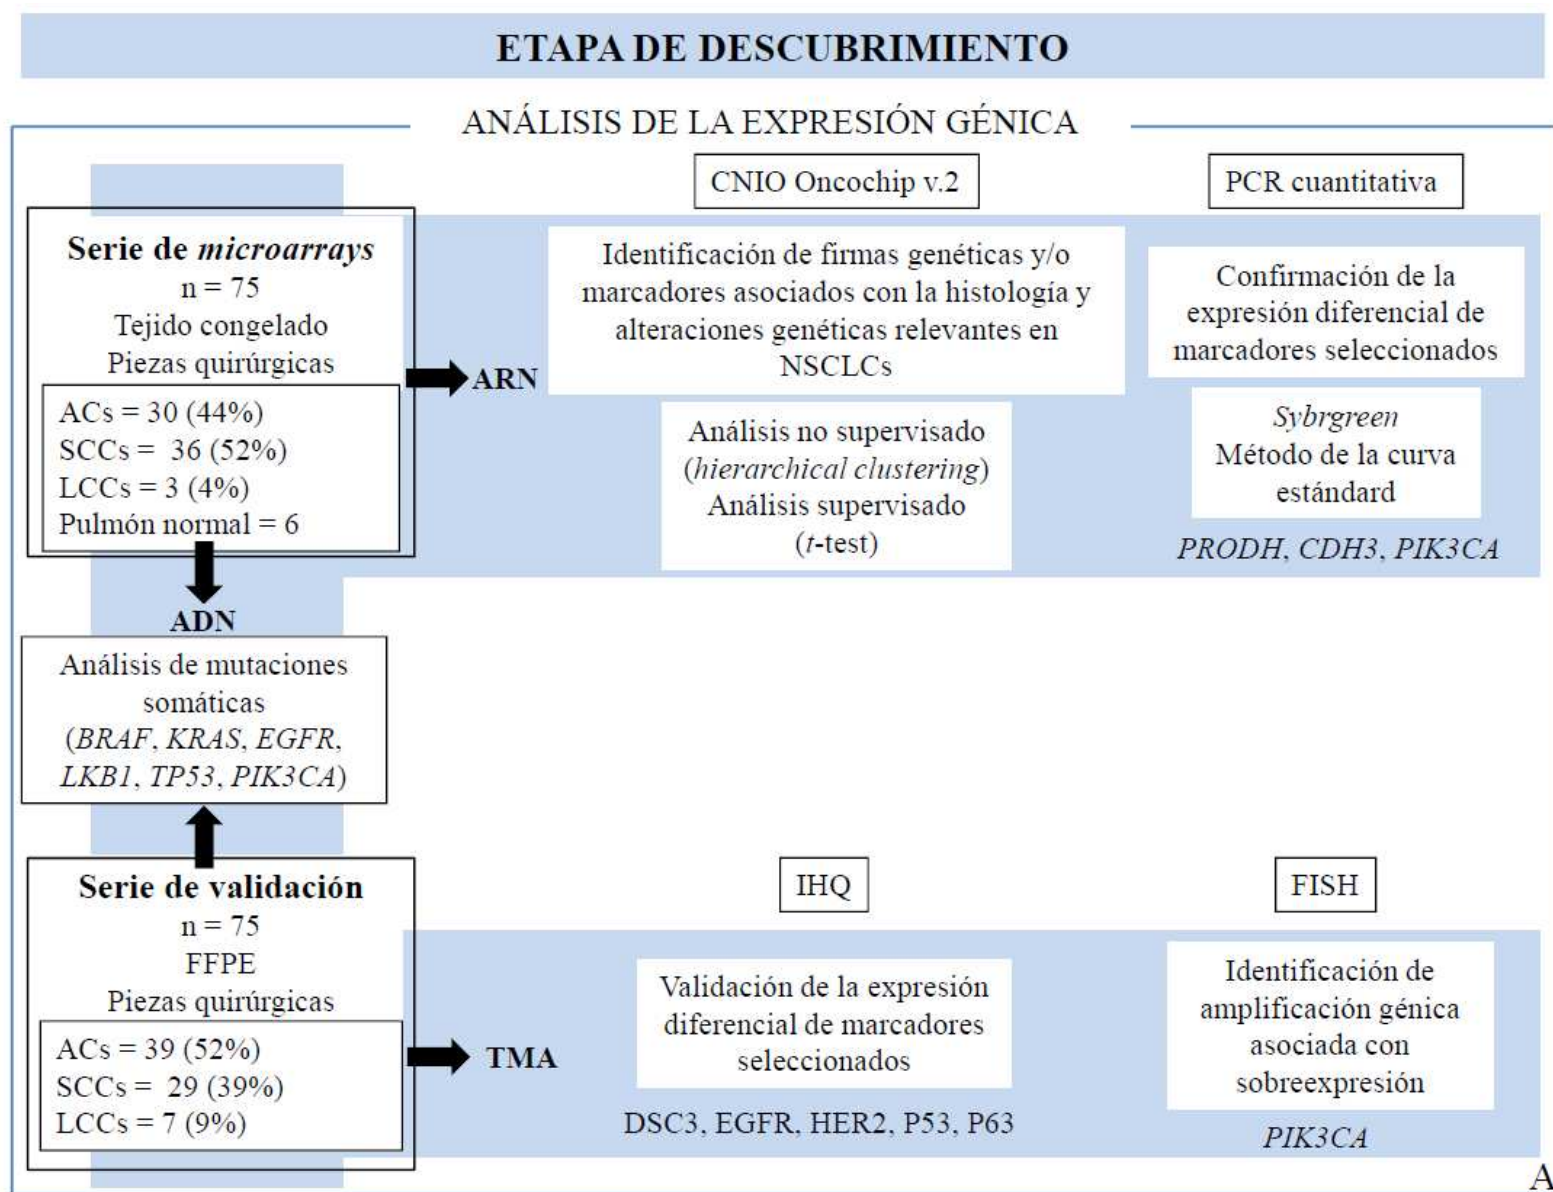 ETAPA DE DESCUBRIMIENTO
ANÁLISIS DE LA EXPRESIÓN GÉNICA
CNIO Oncochip v.2
PCR cuantitativa
Serie de microarrays
n = 75
Tejido congelado
Piezas quirúrgicas
ACs = 30 (44%)
SCCs = 36 (52%)
LCCs = 3 (4%)
Pulmón normal = 6
ARN
Identificación de firmas genéticas y/o
marcadores asociados con la histología y
alteraciones genéticas relevantes en
NSCLCs
Análisis no supervisado
(hierarchical clustering)
Análisis supervisado
(t-test)
Confirmación de la
expresión diferencial de
marcadores seleccionados
Sybrgreen
Método de la curva
estándar
PRODH, CDH3, PIK3CA
ADN
Análisis de mutaciones
somáticas
(BRAF, KRAS, EGFR,
LKB1, TP53, PIK3CA)
Serie de validación
n = 75
FFPE
Piezas quirúrgicas
ACs = 39 (52%)
SCCs = 29 (39%)
LCCs = 7 (9%)
TMA
IHQ
Validación de la expresión
diferencial de marcadores
seleccionados
DSC3, EGFR, HER2, P53, P63
FISH
Identificación de
amplificación génica
asociada con
sobreexpresión
PIK3CA
A